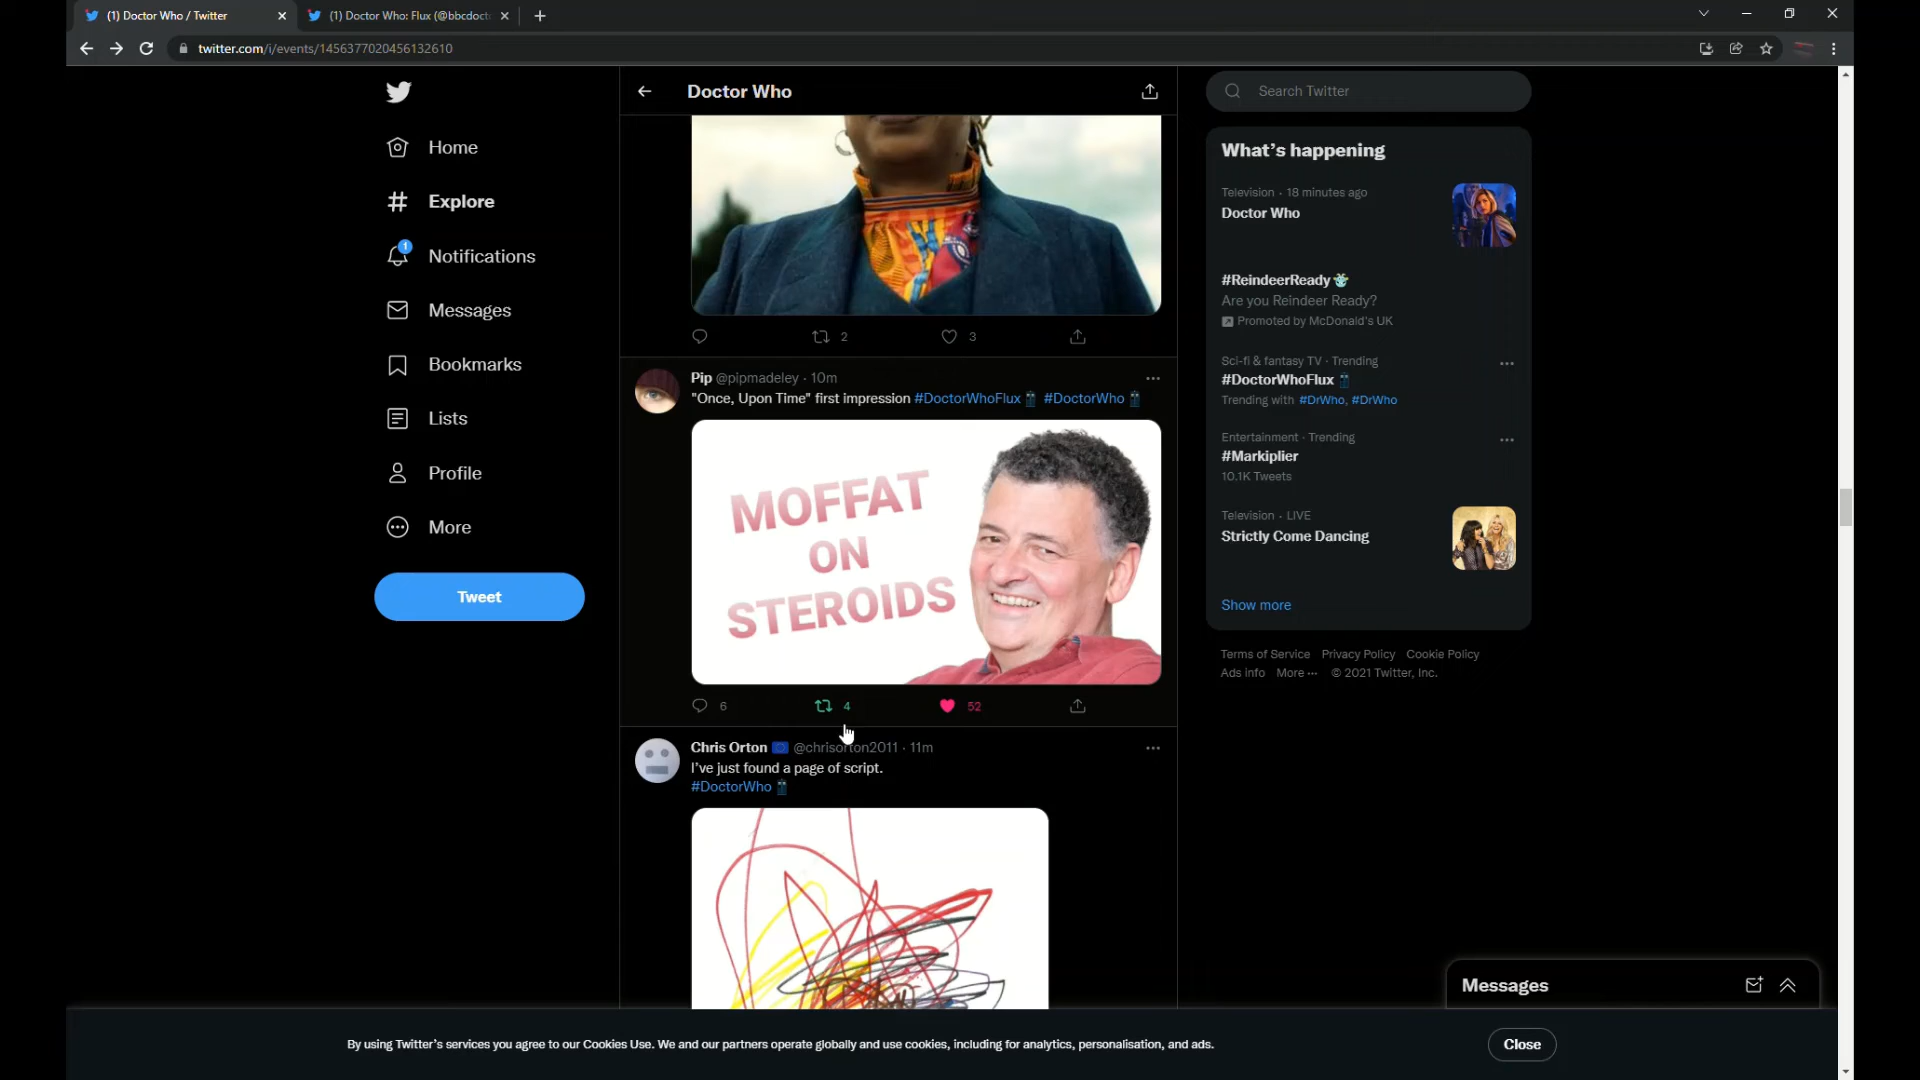 (1) Doctor Who / Twitter
(1) Doctor Who: Flux (@bbcdoct
twitter.com/i/events/1456377020456132610
Home
Explore
1
Notifications
Messages
Bookmarks
Lists
Profile
More
Tweet
Doctor Who
2
3
Pip @pipmadeley · 10m
"Once, Upon Time" first impression #DoctorWhoFlux #DoctorWho
MOFFAT
ON
STEROIDS
6
4
52
Chris Orton @chrisorton2011 · 11m
I've just found a page of script.
#DoctorWho
Search Twitter
What's happening
Television · 18 minutes ago
Doctor Who
#ReindeerReady
Are you Reindeer Ready?
Promoted by McDonald's UK
Sci-fi & fantasy TV · Trending
#DoctorWhoFlux
Trending with #DrWho, #DRWho
Entertainment · Trending
#Markiplier
10.1K Tweets
Television · LIVE
Strictly Come Dancing
Show more
Terms of Service Privacy Policy Cookie Policy
Ads info More ··· © 2021 Twitter, Inc.
Messages
By using Twitter's services you agree to our Cookies Use. We and our partners operate globally and use cookies, including for analytics, personalisation, and ads.
Close